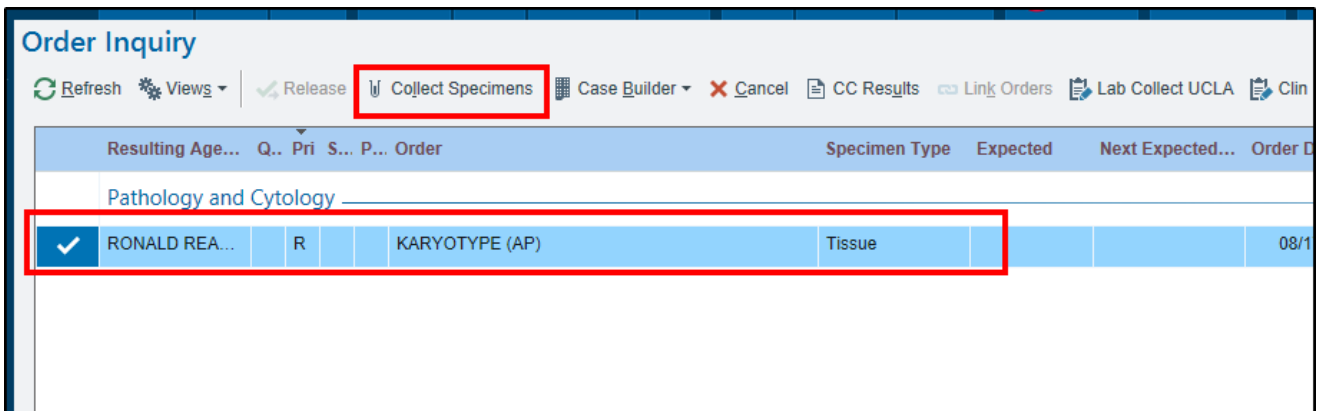 Order Inquiry
Refresh Views Release Collect Specimens Case Builder Cancel CC Results Link Orders Lab Collect UCLA Clin
Resulting Age... Q.. Pri S... P... Order Specimen Type Expected Next Expected... Order D
Pathology and Cytology
RONALD REA... R KARYOTYPE (AP) Tissue 08/1